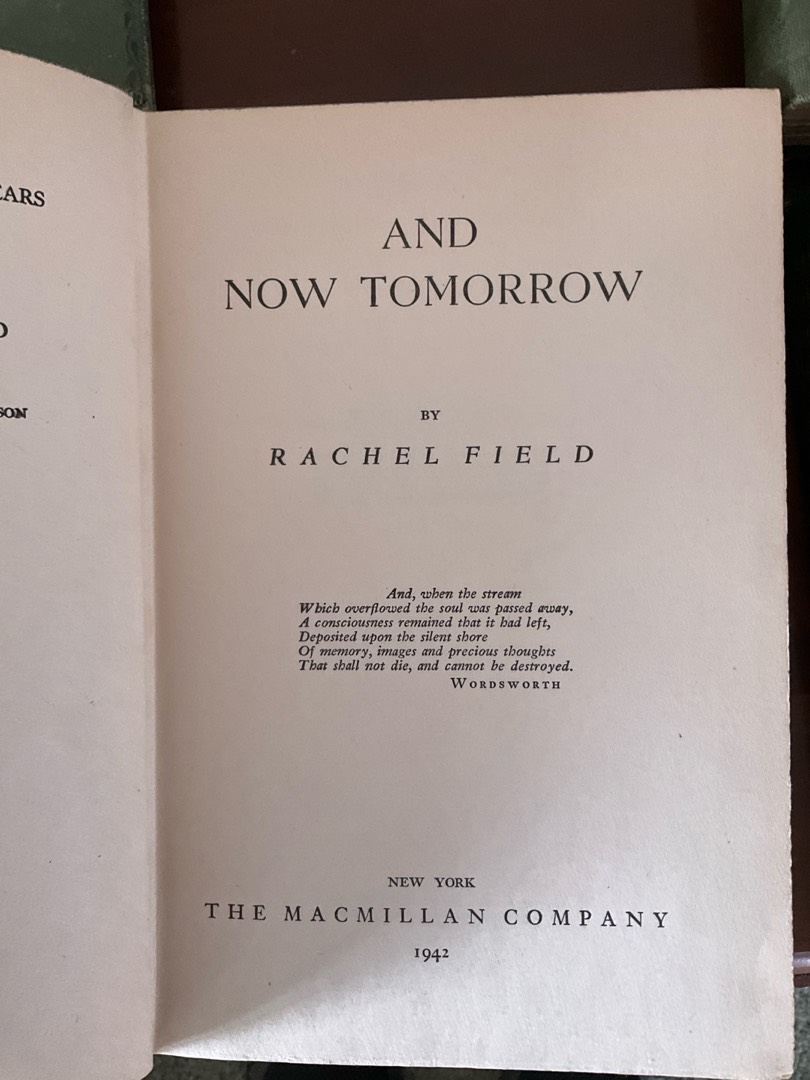 AND
NOW TOMORROW
BY
RACHEL FIELD
And, when the stream
Which overflowed the soul was passed away,
A consciousness remained that it had left,
Deposited upon the silent shore
Of memory, images and precious thoughts
That shall not die, and cannot be destroyed.
WORDSWORTH
NEW YORK
THE MACMILLAN COMPANY
1942